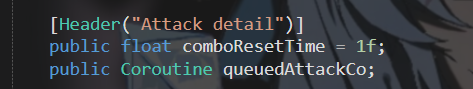 [Header("Attack detail")]
public float comboResetTime = 1f;
public Coroutine queuedAttackCo;